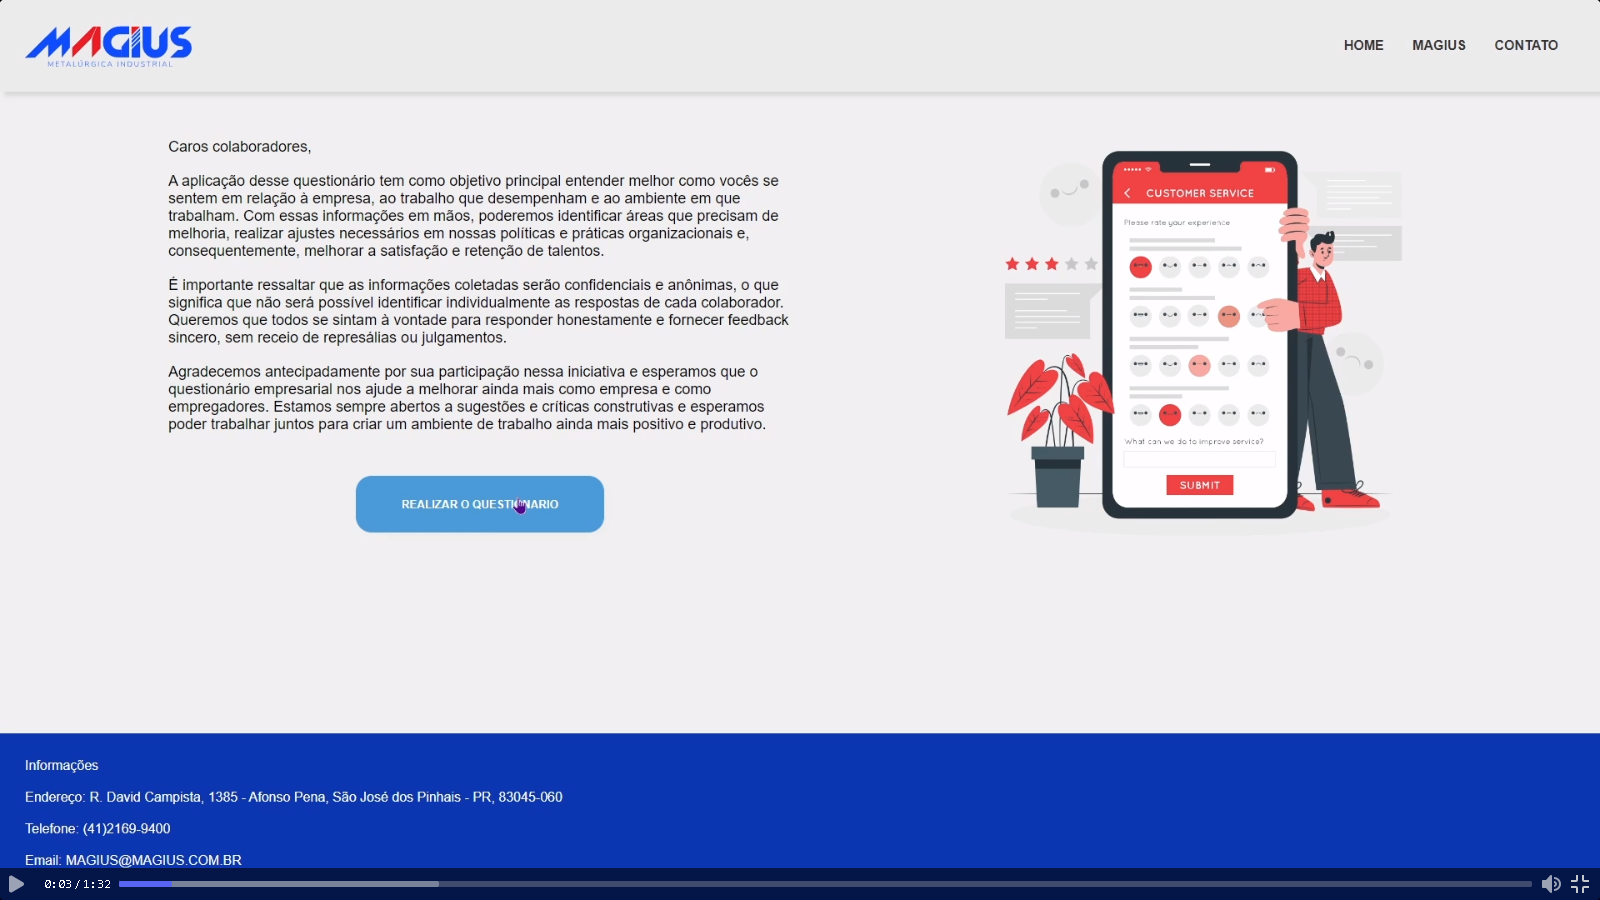 MAGIUS
METALÚRGICA INDUSTRIAL
HOME MAGIUS CONTATO
Caros colaboradores,
A aplicação desse questionário tem como objetivo principal entender melhor como vocês se
sentem em relação à empresa, ao trabalho que desempenham e ao ambiente em que
trabalham. Com essas informações em mãos, poderemos identificar áreas que precisam de
melhoria, realizar ajustes necessários em nossas políticas e práticas organizacionais e,
consequentemente, melhorar a satisfação e retenção de talentos.
É importante ressaltar que as informações coletadas serão confidenciais e anônimas, o que
significa que não será possível identificar individualmente as respostas de cada colaborador.
Queremos que todos se sintam à vontade para responder honestamente e fornecer feedback
sincero, sem receio de represálias ou julgamentos.
Agradecemos antecipadamente por sua participação nessa iniciativa e esperamos que o
questionário empresarial nos ajude a melhorar ainda mais como empresa e como
empregadores. Estamos sempre abertos a sugestões e críticas construtivas e esperamos
poder trabalhar juntos para criar um ambiente de trabalho ainda mais positivo e produtivo.
REALIZAR O QUESTIONARIO
CUSTOMER SERVICE
Please rate your experience
What can we do to improve service?
SUBMIT
Informações
Endereço: R. David Campista, 1385 - Afonso Pena, São José dos Pinhais - PR, 83045-060
Telefone: (41)2169-9400
Email: MAGIUS@MAGIUS.COM.BR
0:03/1:32